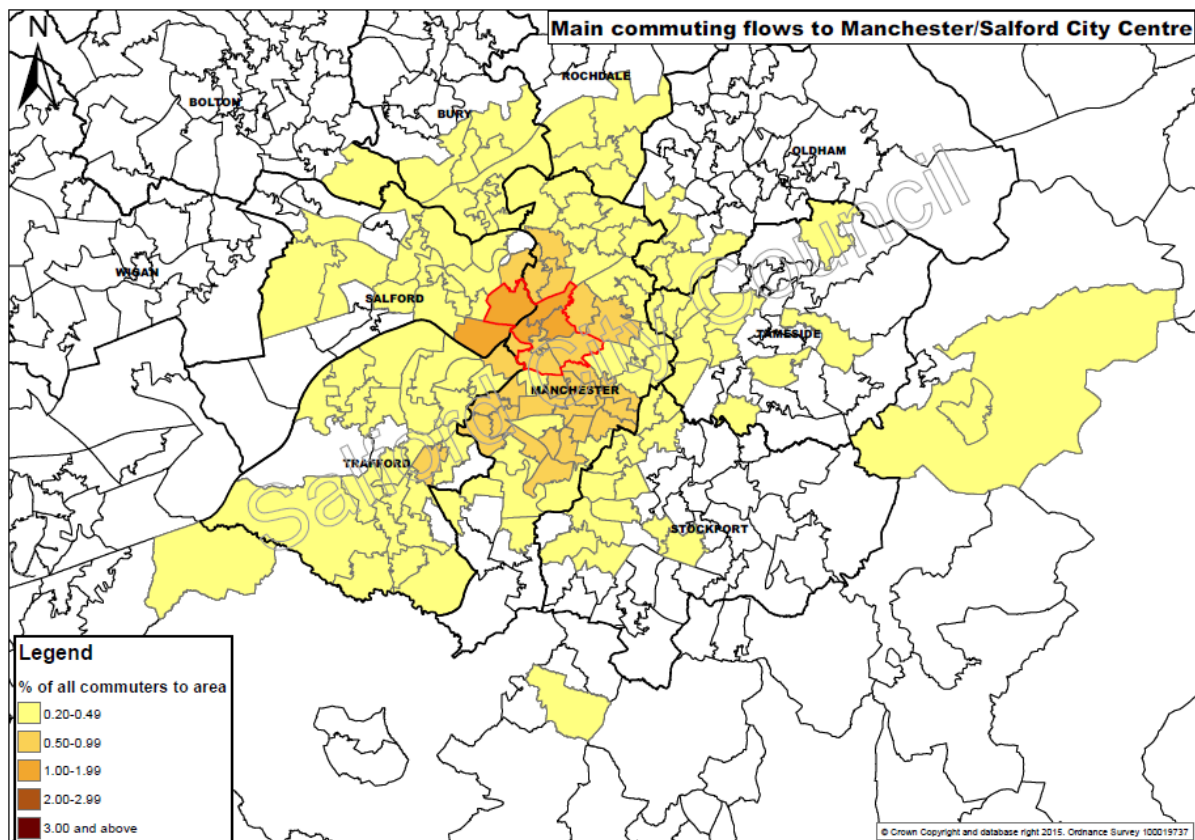 Main commuting flows to Manchester/Salford City Centre
N
ROCHDALE
BOLTON
BURY
OLDHAM
WIGAN
SALFORD
TAMESIDE
MANCHESTER
TRAFFORD
STOCKPORT
Salford City Council
Legend
% of all commuters to area
0.20-0.49
0.50-0.99
1.00-1.99
2.00-2.99
3.00 and above
© Crown Copyright and database right 2015. Ordnance Survey 100019737